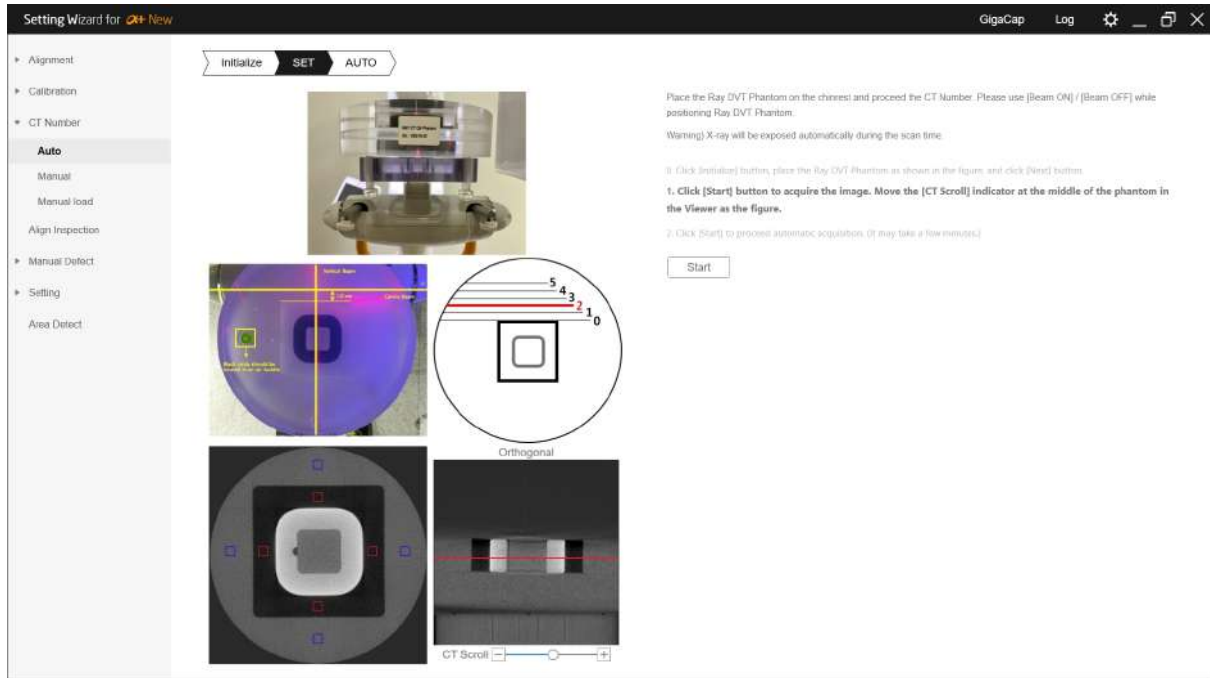 Setting Wizard for α+ New
GigaCap
Log
Alignment
Calibration
CT Number
Auto
Manual
Manual load
Align Inspection
Manual Defect
Setting
Area Detect
Initialize
SET
AUTO
Place the Ray DVT Phantom on the chinrest and proceed the CT Number. Please use [Beam ON] / [Beam OFF] while
positioning Ray DVT Phantom.
Warning) X-ray will be exposed automatically during the scan time.
0. Click [Initialize] button, place the Ray DVT Phantom as shown in the figure, and click [Next] button.
1. Click [Start] button to acquire the image. Move the [CT Scroll] indicator at the middle of the phantom in
the Viewer as the figure.
2. Click [Start] to proceed automatic acquisition. (It may take a few minutes.)
Start
Vertical Beam
5
4
3
2
1
0
Orthogonal
CT Scroll